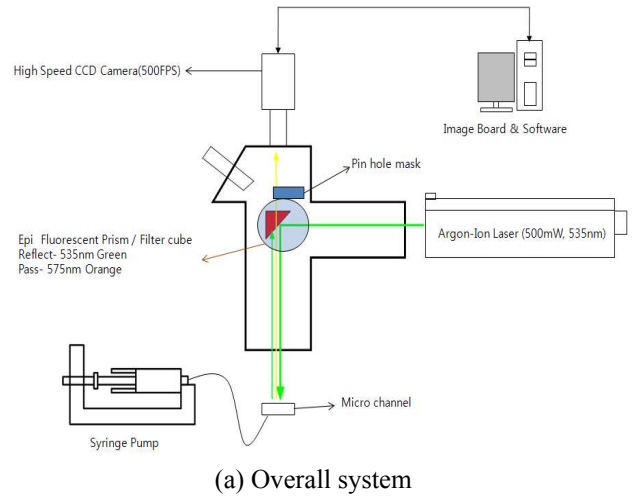 High Speed CCD Camera(500FPS)
Image Board & Software
Pin hole mask
Epi Fluorescent Prism / Filter cube
Reflect- 535nm Green
Pass- 575nm Orange
Argon-Ion Laser (500mW, 535nm)
Micro channel
Syringe Pump
(a) Overall system